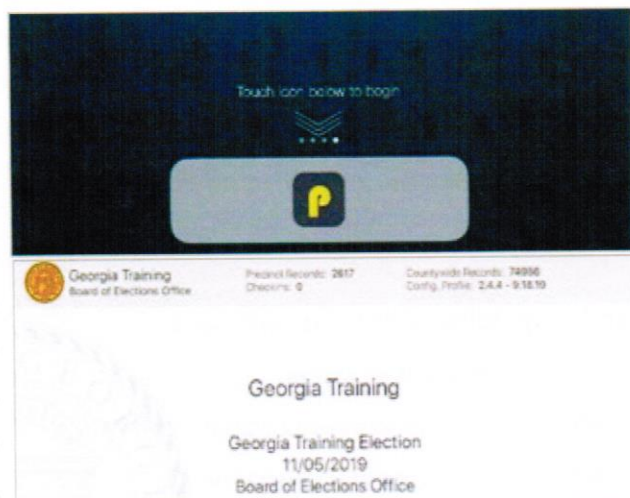 Touch icon below to begin
P
Georgia Training
Board of Elections Office
Precinct Records: 2617
Checkins: 0
Countywide Records: 74956
Config. Profile: 2.4.4 - 9.18.19
Georgia Training
Georgia Training Election
11/05/2019
Board of Elections Office